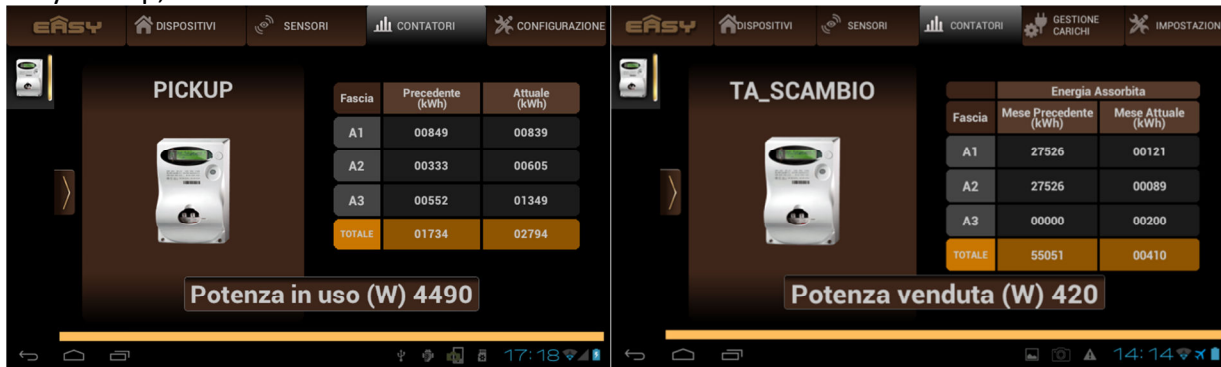 EASY
DISPOSITIVI
SENSORI
CONTATORI
CONFIGURAZIONE
PICKUP
Fascia Precedente (kWh) Attuale (kWh)
A1 00849 00839
A2 00333 00605
A3 00552 01349
TOTALE 01734 02794
Potenza in uso (W) 4490
17:18
EASY
DISPOSITIVI
SENSORI
CONTATORI
GESTIONE
CARICHI
IMPOSTAZION
TA_SCAMBIO
Energia Assorbita
Fascia Mese Precedente (kWh) Mese Attuale (kWh)
A1 27526 00121
A2 27526 00089
A3 00000 00200
TOTALE 55051 00410
Potenza venduta (W) 420
14:14